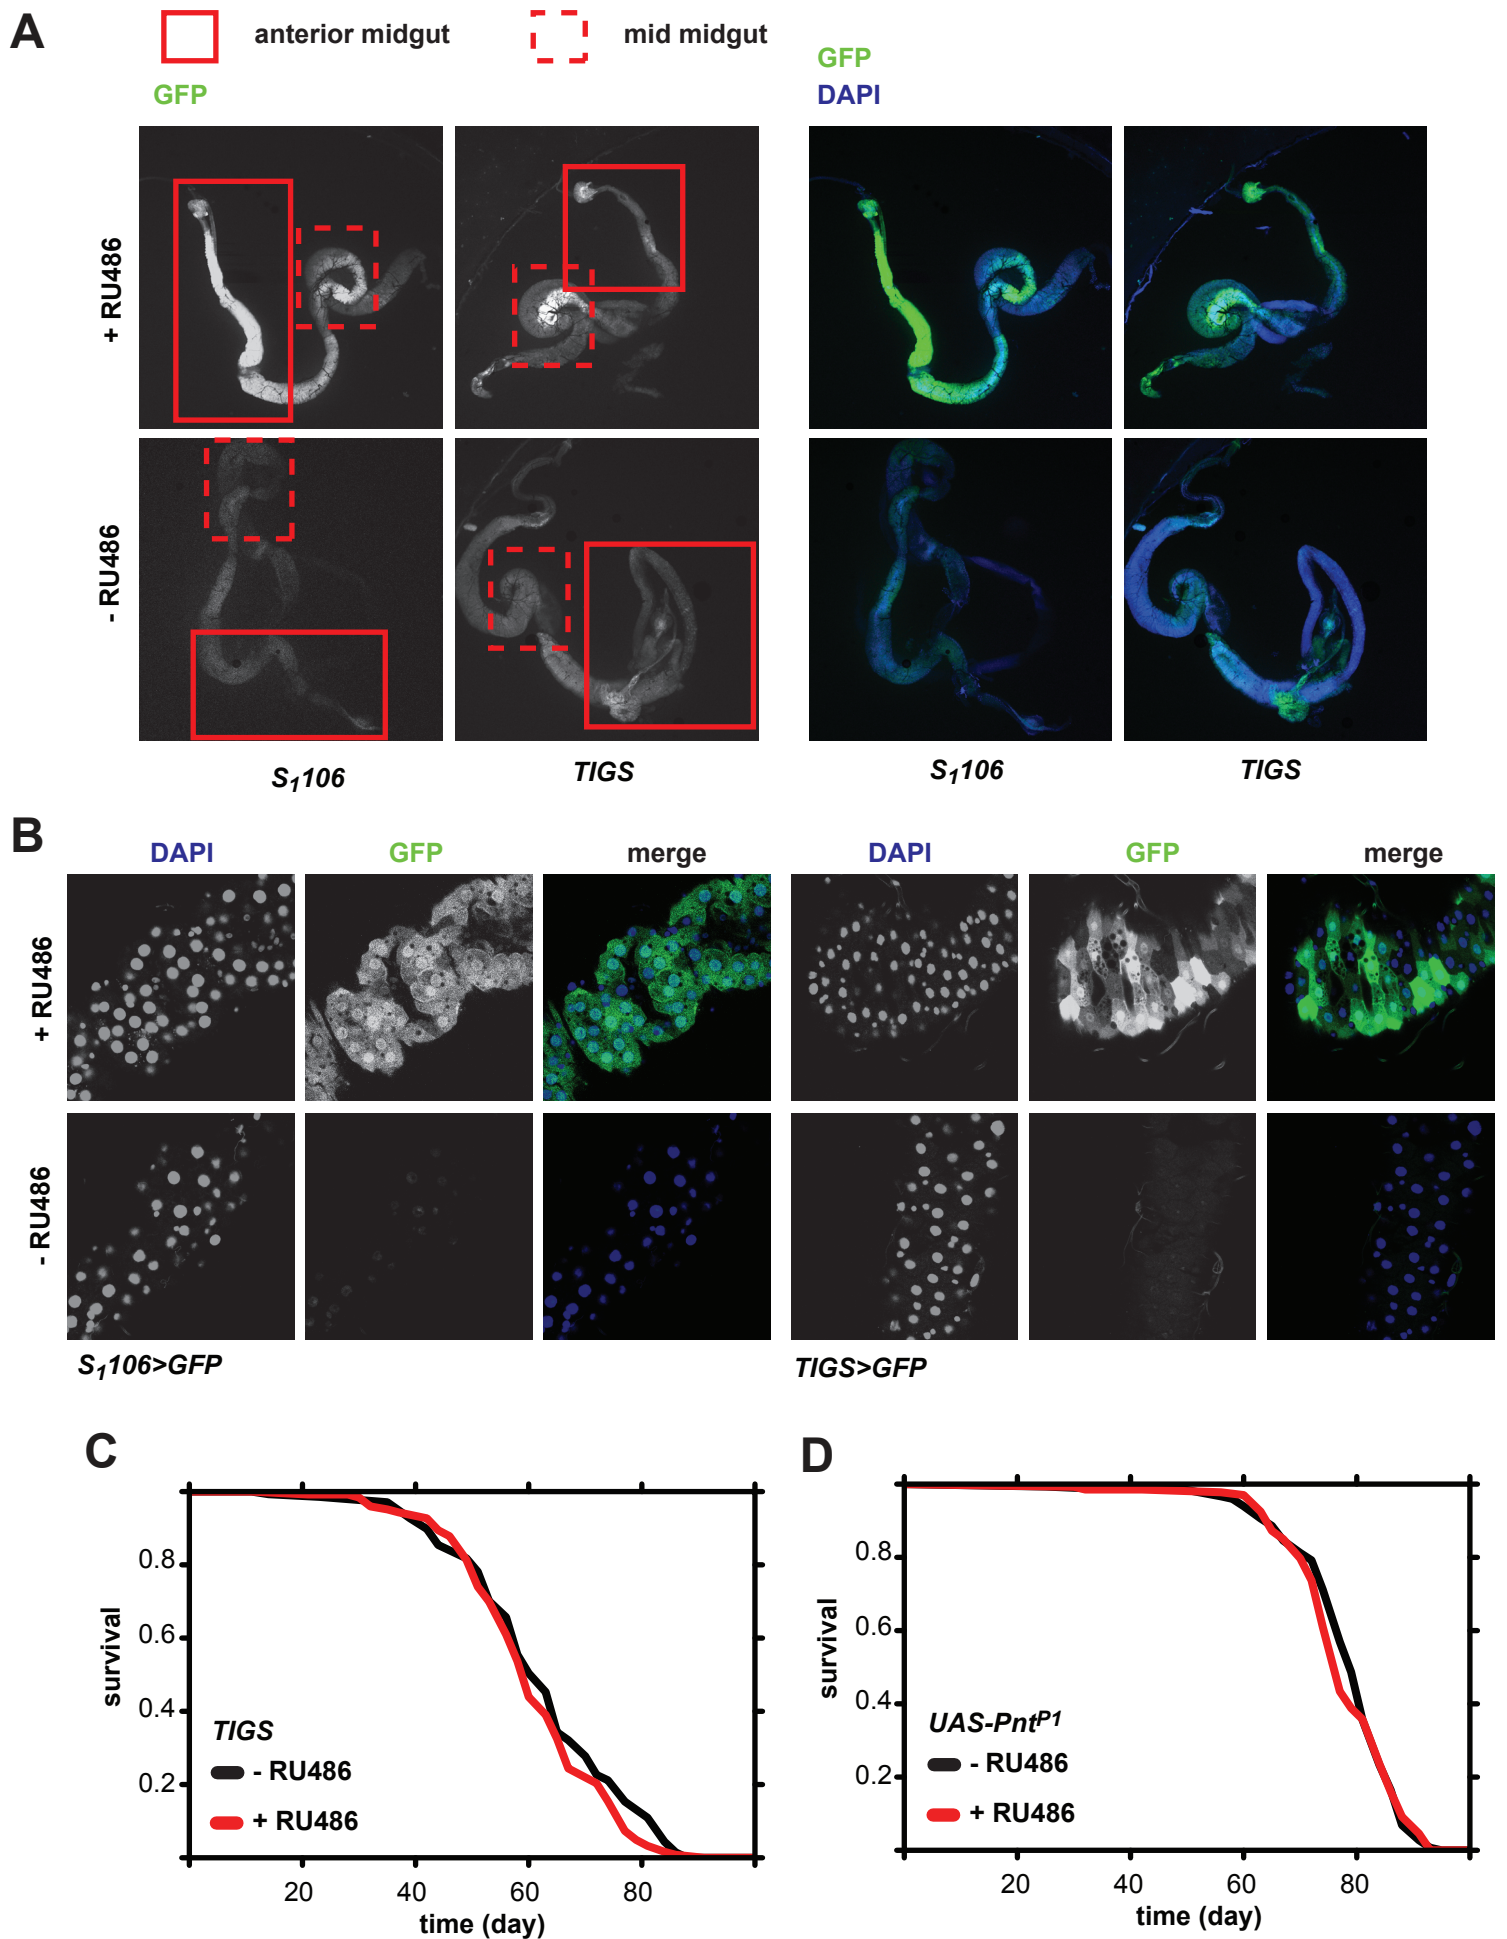 A
anterior midgut
mid midgut
GFP
GFP
DAPI
+ RU486
- RU486
S1106
TIGS
S1106
TIGS
B
DAPI
GFP
merge
DAPI
GFP
merge
+ RU486
- RU486
S1106>GFP
TIGS>GFP
C
survival
0.8
0.6
0.4
0.2
TIGS
- RU486
+ RU486
20
40
60
80
time (day)
D
survival
0.8
0.6
0.4
0.2
UAS-PntP1
- RU486
+ RU486
20
40
60
80
time (day)